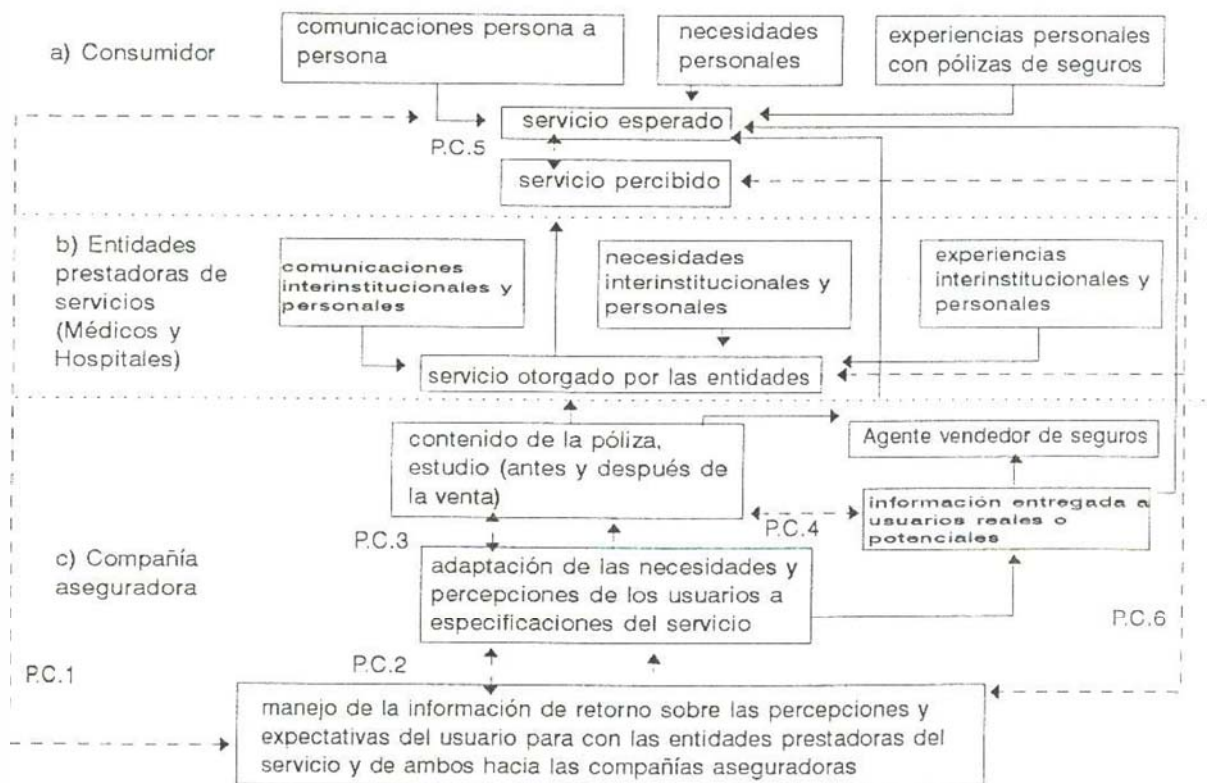 a) Consumidor
comunicaciones persona a
persona
necesidades
personales
experiencias personales
con pólizas de seguros
servicio esperado
P.C.5
servicio percibido
b) Entidades
prestadoras de
servicios
(Médicos y
Hospitales)
comunicaciones
interinstitucionales y
personales
necesidades
interinstitucionales y
personales
experiencias
interinstitucionales y
personales
servicio otorgado por las entidades
contenido de la póliza,
estudio (antes y después de
la venta)
Agente vendedor de seguros
información entregada a
usuarios reales o
potenciales
P.C.4
P.C.3
c) Compañía
aseguradora
adaptación de las necesidades y
percepciones de los usuarios a
especificaciones del servicio
P.C.6
P.C.2
P.C.1
manejo de la información de retorno sobre las percepciones y
expectativas del usuario para con las entidades prestadoras del
servicio y de ambos hacia las compañías aseguradoras